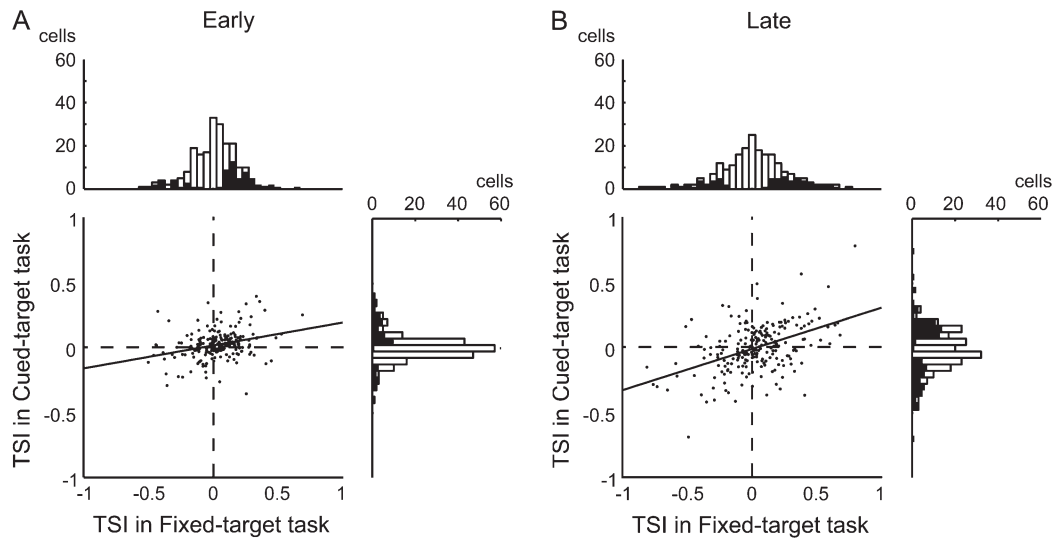 A Early
cells
60
40
20
0
cells
0 20 40 60
TSI in Cued-target task
1
0.5
0
-0.5
-1
-1 -0.5 0 0.5 1
TSI in Fixed-target task
B Late
cells
60
40
20
0
cells
0 20 40 60
TSI in Cued-target task
1
0.5
0
-0.5
-1
-1 -0.5 0 0.5 1
TSI in Fixed-target task